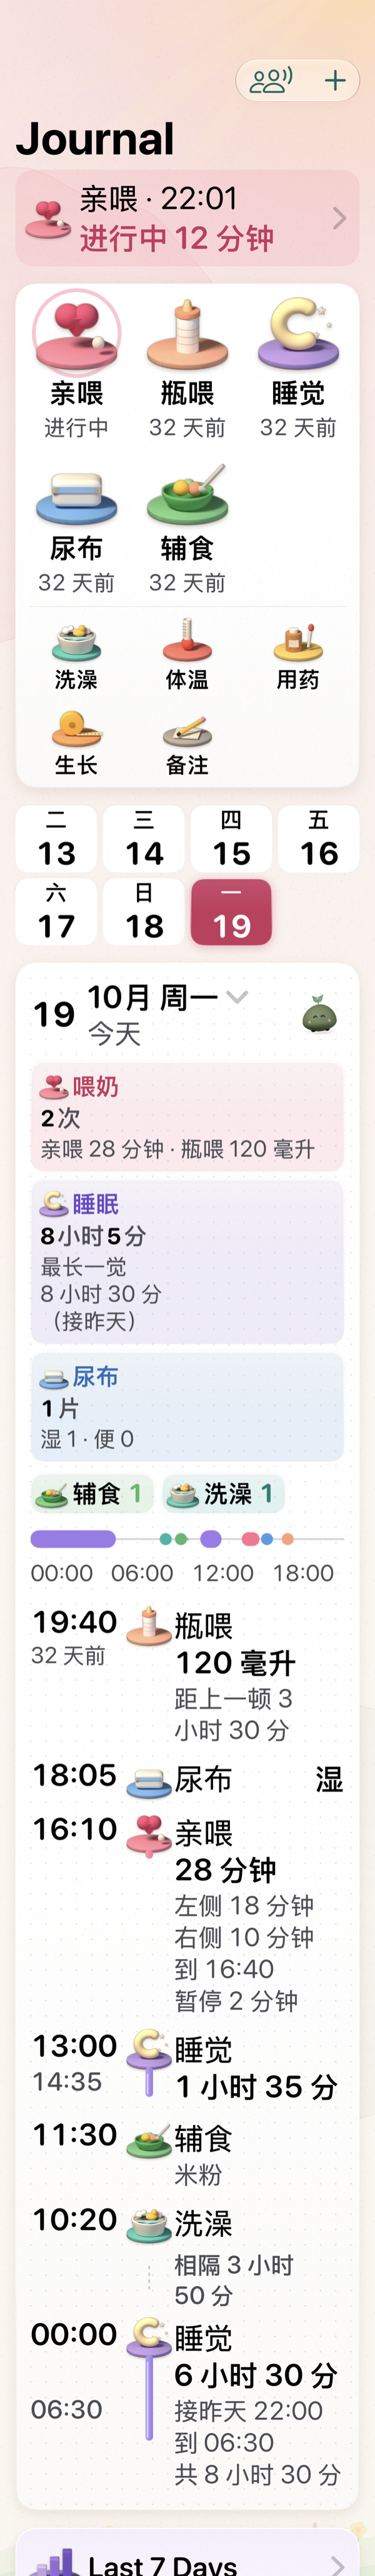 Journal
亲喂 · 22:01
进行中 12 分钟
亲喂 瓶喂 睡觉
进行中 32 天前 32 天前
尿布 辅食
32 天前 32 天前
洗澡 体温 用药
生长 备注
二 三 四 五
13 14 15 16
六 日 一
17 18 19
19 10月 周一
今天
喂奶
2次
亲喂 28 分钟 · 瓶喂 120 毫升
睡眠
8小时5分
最长一觉
8 小时 30 分
（接昨天）
尿布
1片
湿 1 · 便 0
辅食 1 洗澡 1
00:00 06:00 12:00 18:00
19:40 瓶喂
32 天前 120 毫升
距上一顿 3
小时 30 分
18:05 尿布 湿
16:10 亲喂
28 分钟
左侧 18 分钟
右侧 10 分钟
到 16:40
暂停 2 分钟
13:00 睡觉
14:35 1 小时 35 分
11:30 辅食
米粉
10:20 洗澡
相隔 3 小时
50 分
00:00 睡觉
6 小时 30 分
06:30 接昨天 22:00
到 06:30
共 8 小时 30 分
Last 7 Days